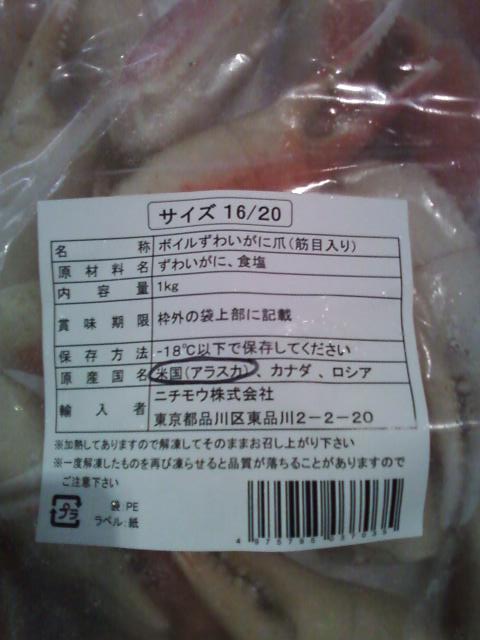 サイズ 16/20
名称 ボイルずわいがに爪(筋目入り)
原材料名 ずわいがに、食塩
内容量 1kg
賞味期限 枠外の袋上部に記載
保存方法 -18℃以下で保存してください
原産国名 米国(アラスカ)、カナダ、ロシア
輸入者 ニチモウ株式会社
東京都品川区東品川2-2-20
※加熱してありますので解凍してそのままお召し上がり下さい
※一度解凍したものを再び凍らせると品質が落ちることがありますので
ご注意下さい
プラ
袋 PE
ラベル:紙